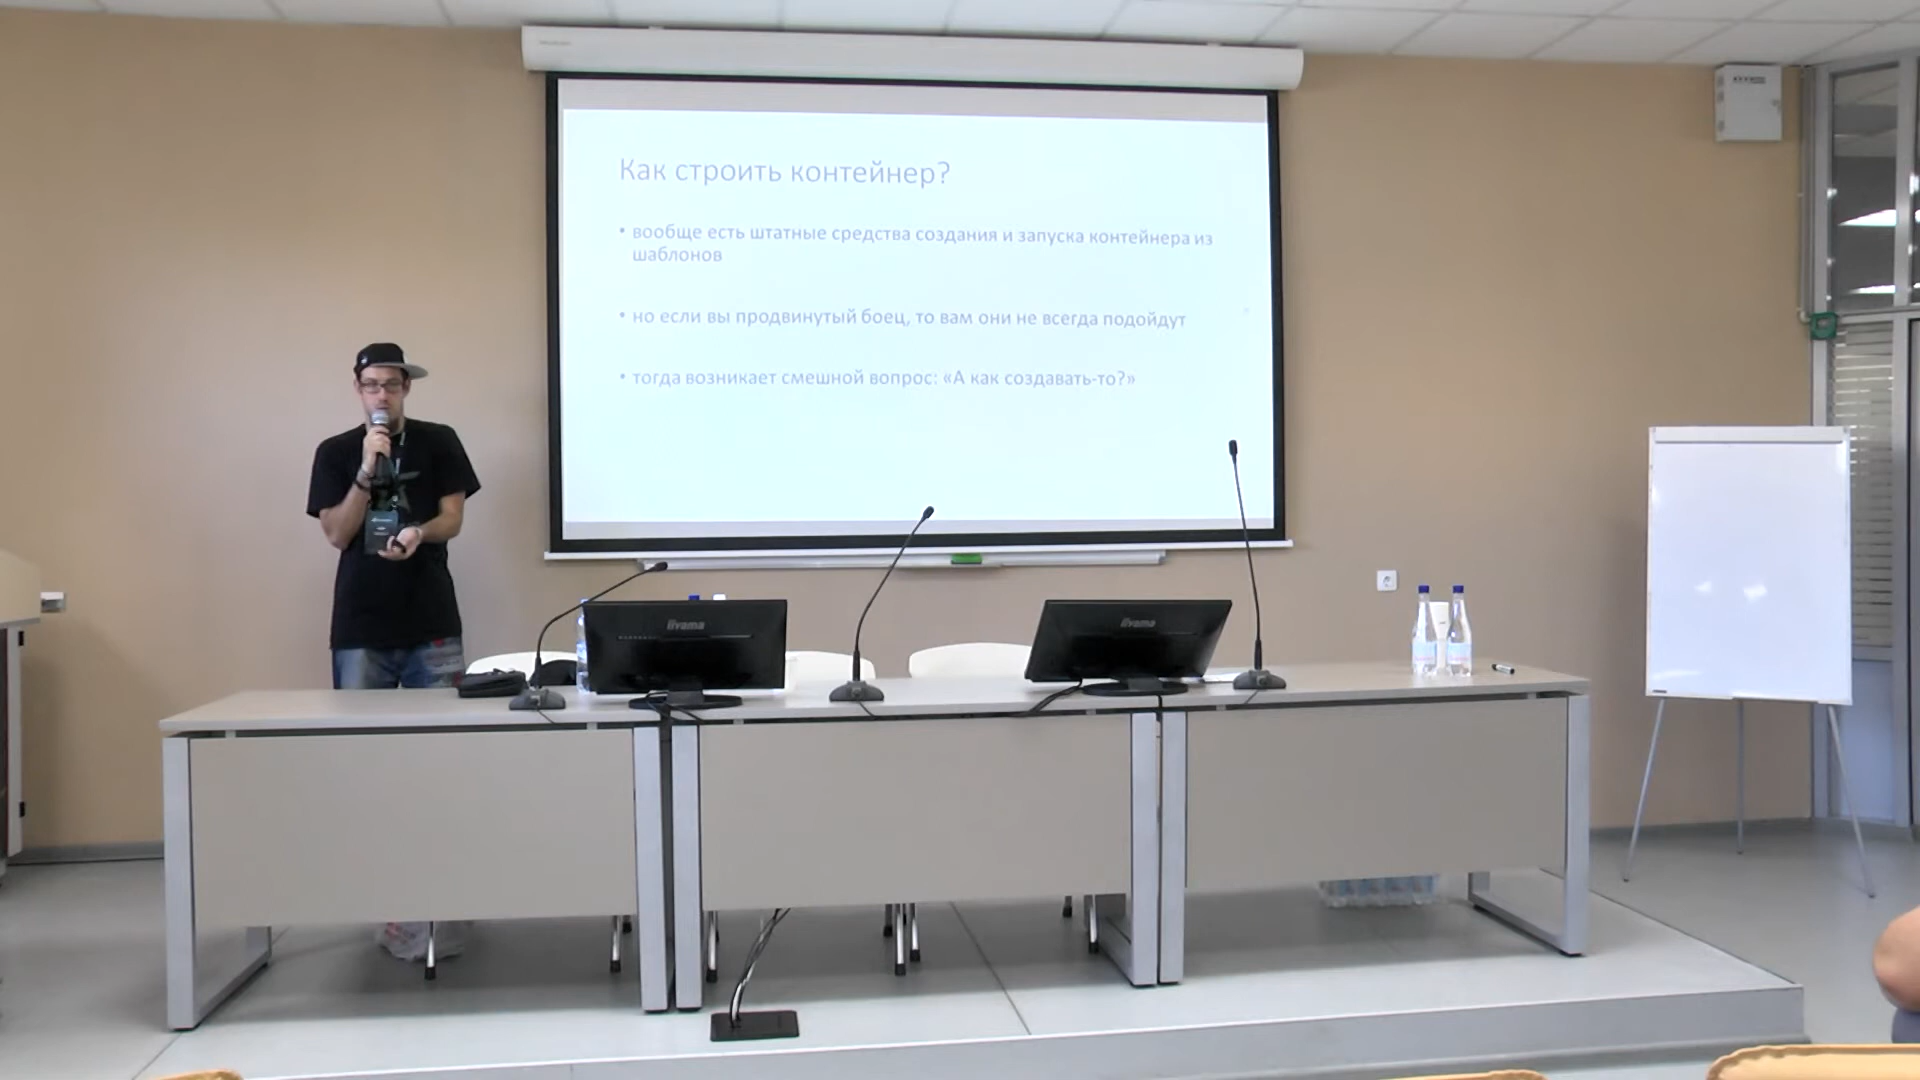 Как строить контейнер?
• вообще есть штатные средства создания и запуска контейнера из
шаблонов
• но если вы продвинутый боец, то вам они не всегда подойдут
• тогда возникает смешной вопрос: «А как создавать-то?»
iiyama
iiyama